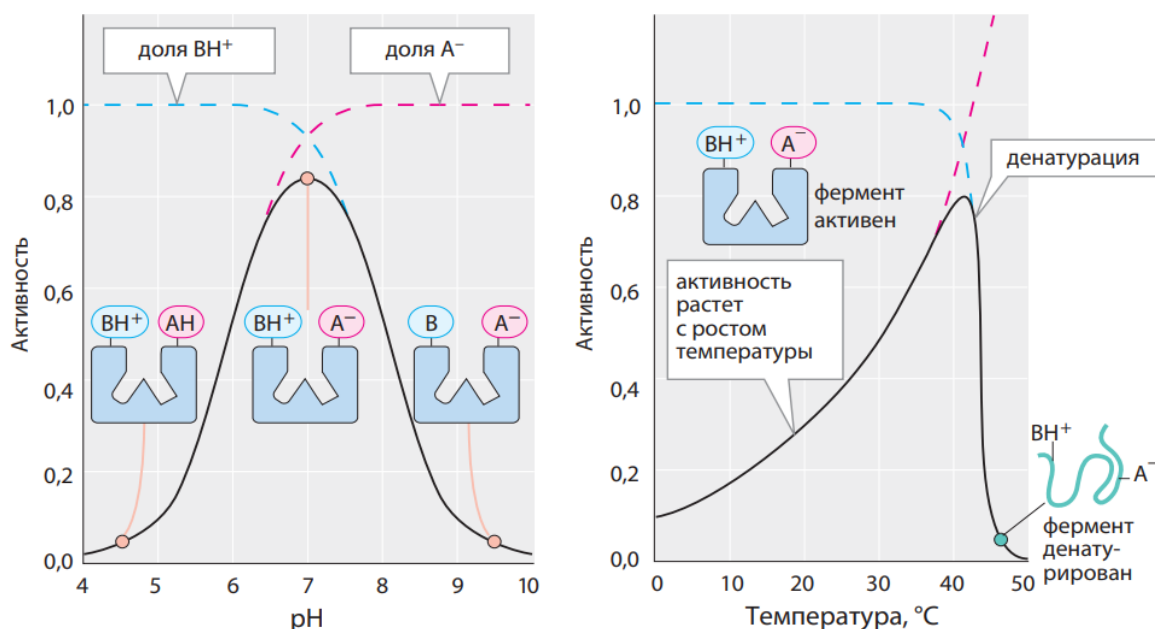 доля BH⁺
доля A⁻
1,0
0,8
0,6
0,4
0,2
0,0
Активность
BH⁺
AH
BH⁺
A⁻
B
A⁻
4
5
6
7
8
9
10
pH
1,0
0,8
0,6
0,4
0,2
0,0
Активность
BH⁺
A⁻
фермент
активен
денатурация
активность
растет
с ростом
температуры
BH⁺
A⁻
фермент
денату-
рирован
0
10
20
30
40
50
Температура, °C